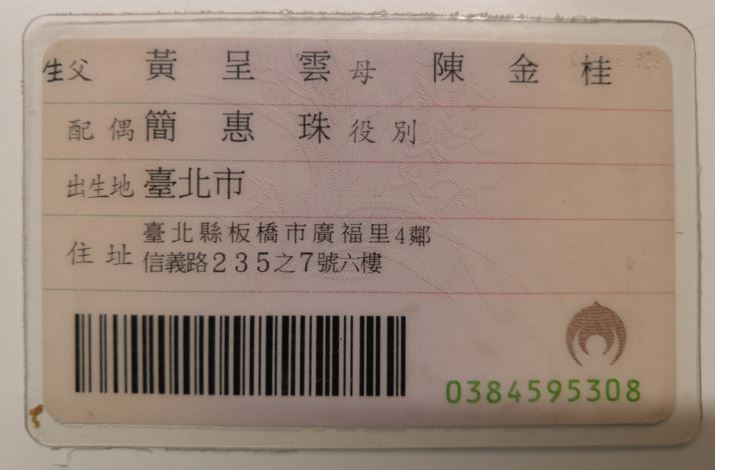 生父 黃呈雲 母 陳金桂
配偶 簡惠珠 役別
出生地 臺北市
住址 臺北縣板橋市廣福里4鄰
信義路235之7號六樓
0384595308